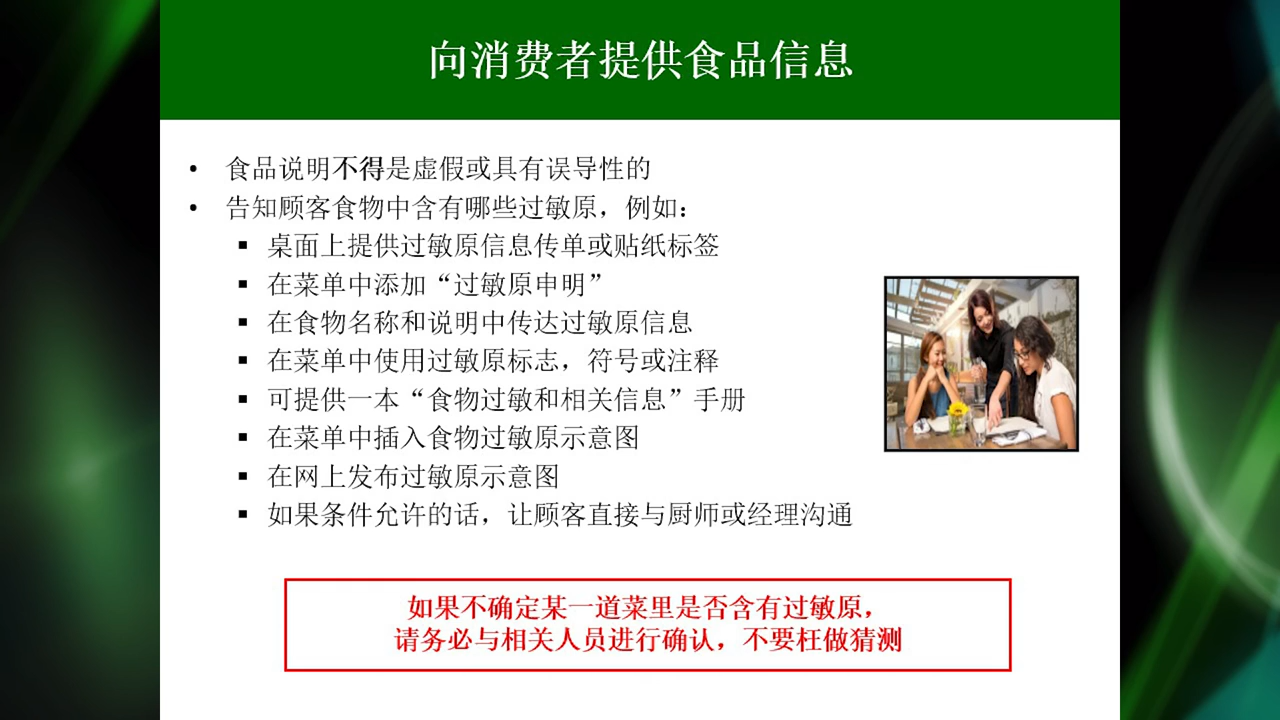 向消费者提供食品信息
• 食品说明不得是虚假或具有误导性的
• 告知顾客食物中含有哪些过敏原，例如：
▪ 桌面上提供过敏原信息传单或贴纸标签
▪ 在菜单中添加“过敏原申明”
▪ 在食物名称和说明中传达过敏原信息
▪ 在菜单中使用过敏原标志，符号或注释
▪ 可提供一本“食物过敏和相关信息”手册
▪ 在菜单中插入食物过敏原示意图
▪ 在网上发布过敏原示意图
▪ 如果条件允许的话，让顾客直接与厨师或经理沟通
如果不确定某一道菜里是否含有过敏原，
请务必与相关人员进行确认，不要枉做猜测